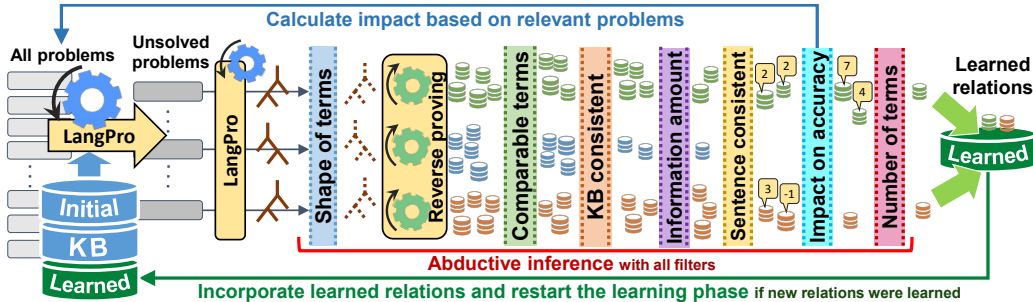 Calculate impact based on relevant problems
All problems
Unsolved
problems
LangPro
LangPro
Shape of terms
Reverse proving
Comparable terms
KB consistent
Information amount
Sentence consistent
2
2
3
-1
Impact on accuracy
7
4
Number of terms
Learned
relations
Learned
Initial
KB
Learned
Abductive inference with all filters
Incorporate learned relations and restart the learning phase if new relations were learned